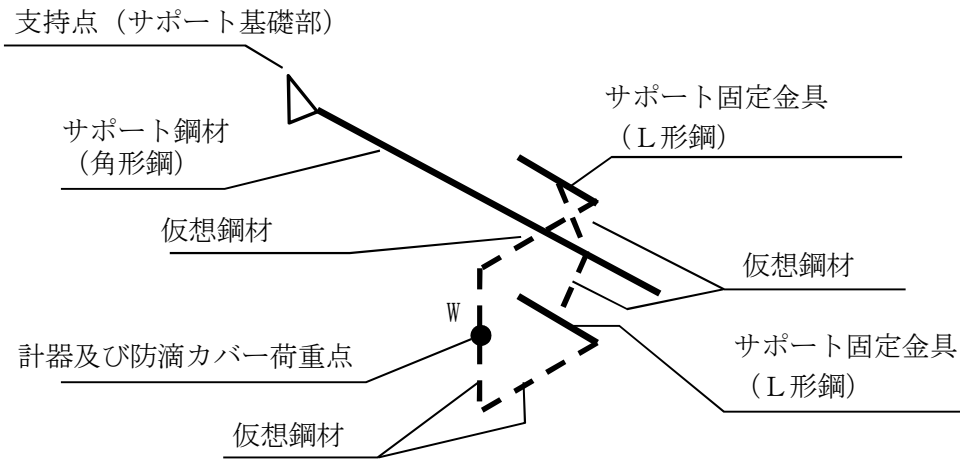 支持点（サポート基礎部）
サポート固定金具
（Ｌ形鋼）
サポート鋼材
（角形鋼）
仮想鋼材
仮想鋼材
W
計器及び防滴カバー荷重点
サポート固定金具
（Ｌ形鋼）
仮想鋼材